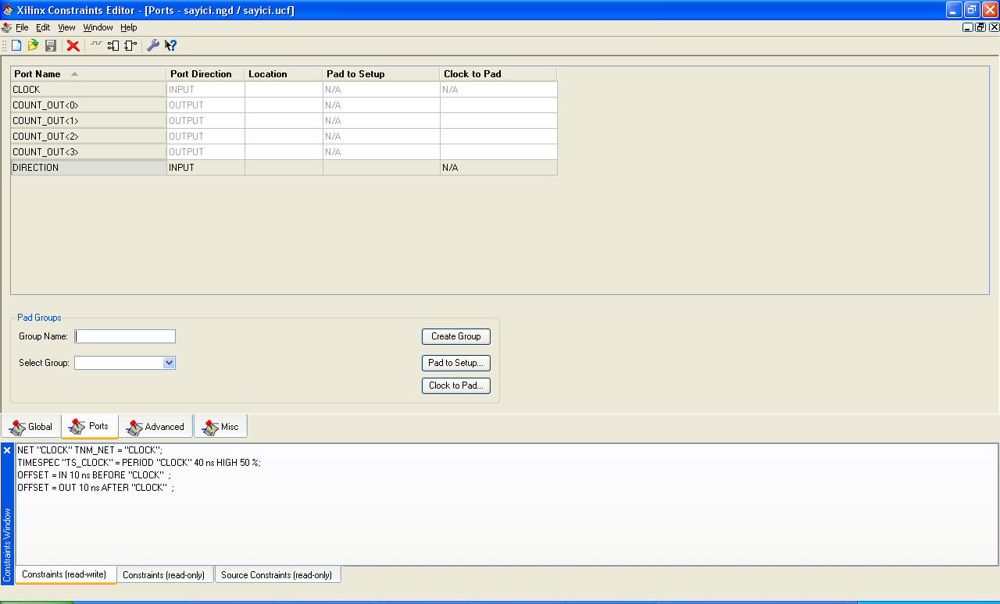 Xilinx Constraints Editor - [Ports - sayici.ngd / sayici.ucf]
File Edit View Window Help
Port Name Port Direction Location Pad to Setup Clock to Pad
CLOCK INPUT N/A N/A
COUNT_OUT<0> OUTPUT N/A
COUNT_OUT<1> OUTPUT N/A
COUNT_OUT<2> OUTPUT N/A
COUNT_OUT<3> OUTPUT N/A
DIRECTION INPUT N/A
Pad Groups
Group Name: Create Group
Select Group: Pad to Setup...
Clock to Pad...
Global Ports Advanced Misc
NET "CLOCK" TNM_NET = "CLOCK";
TIMESPEC "TS_CLOCK" = PERIOD "CLOCK" 40 ns HIGH 50 %;
OFFSET = IN 10 ns BEFORE "CLOCK"  ;
OFFSET = OUT 10 ns AFTER "CLOCK"  ;
Constraints Window
Constraints (read-write) Constraints (read-only) Source Constraints (read-only)